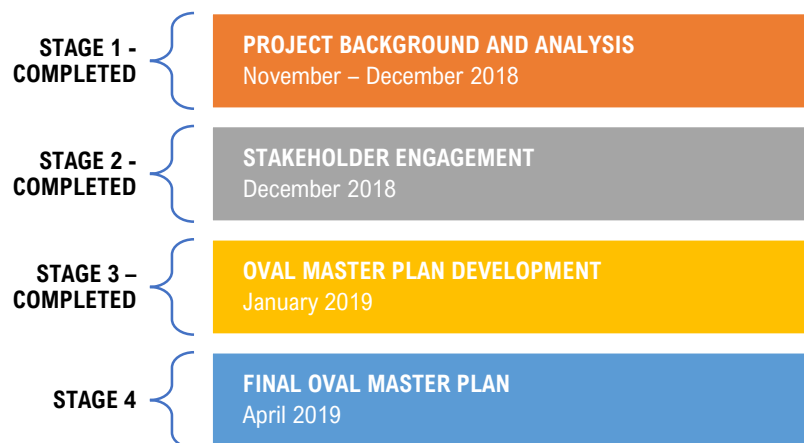 STAGE 1 -
COMPLETED
PROJECT BACKGROUND AND ANALYSIS
November – December 2018
STAGE 2 -
COMPLETED
STAKEHOLDER ENGAGEMENT
December 2018
STAGE 3 –
COMPLETED
OVAL MASTER PLAN DEVELOPMENT
January 2019
STAGE 4
FINAL OVAL MASTER PLAN
April 2019